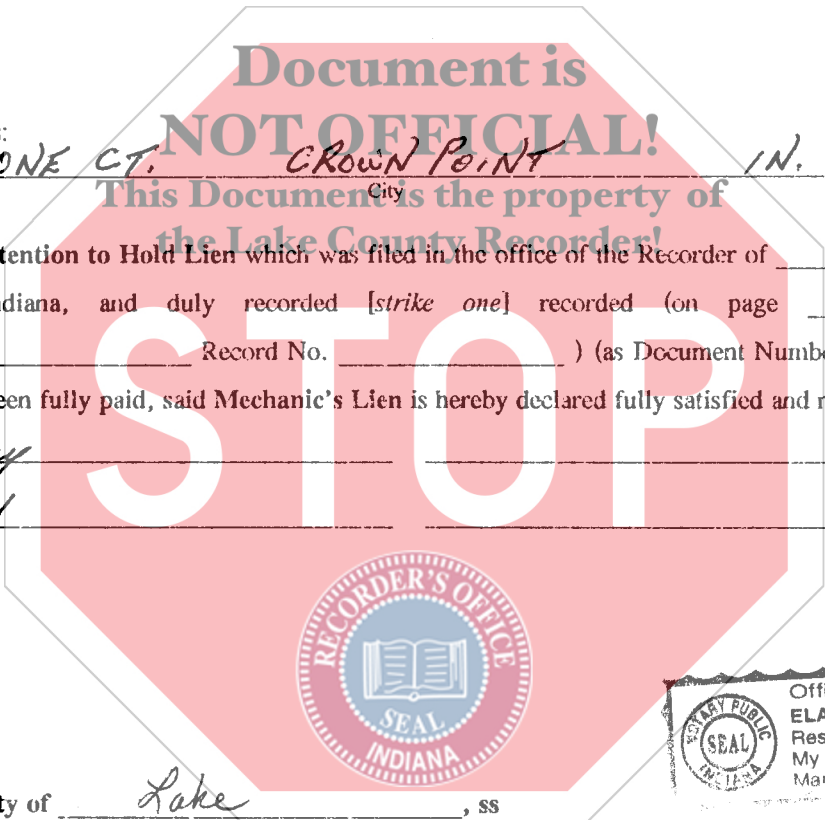 Document is
NOT OFFICIAL!
ONE CT. CROWN POINT IN.
City
This Document is the property of
the Lake County Recorder!
tention to Hold Lien which was filed in the office of the Recorder of
diana, and duly recorded [strike one] recorded (on page
Record No. ) (as Document Numbe
een fully paid, said Mechanic's Lien is hereby declared fully satisfied and r
STOP
RECORDER'S OFFICE
SEAL
INDIANA
NOTARY PUBLIC
SEAL
INDIANA
Offi
ELA
Res
My
Mar
ty of Lake, ss